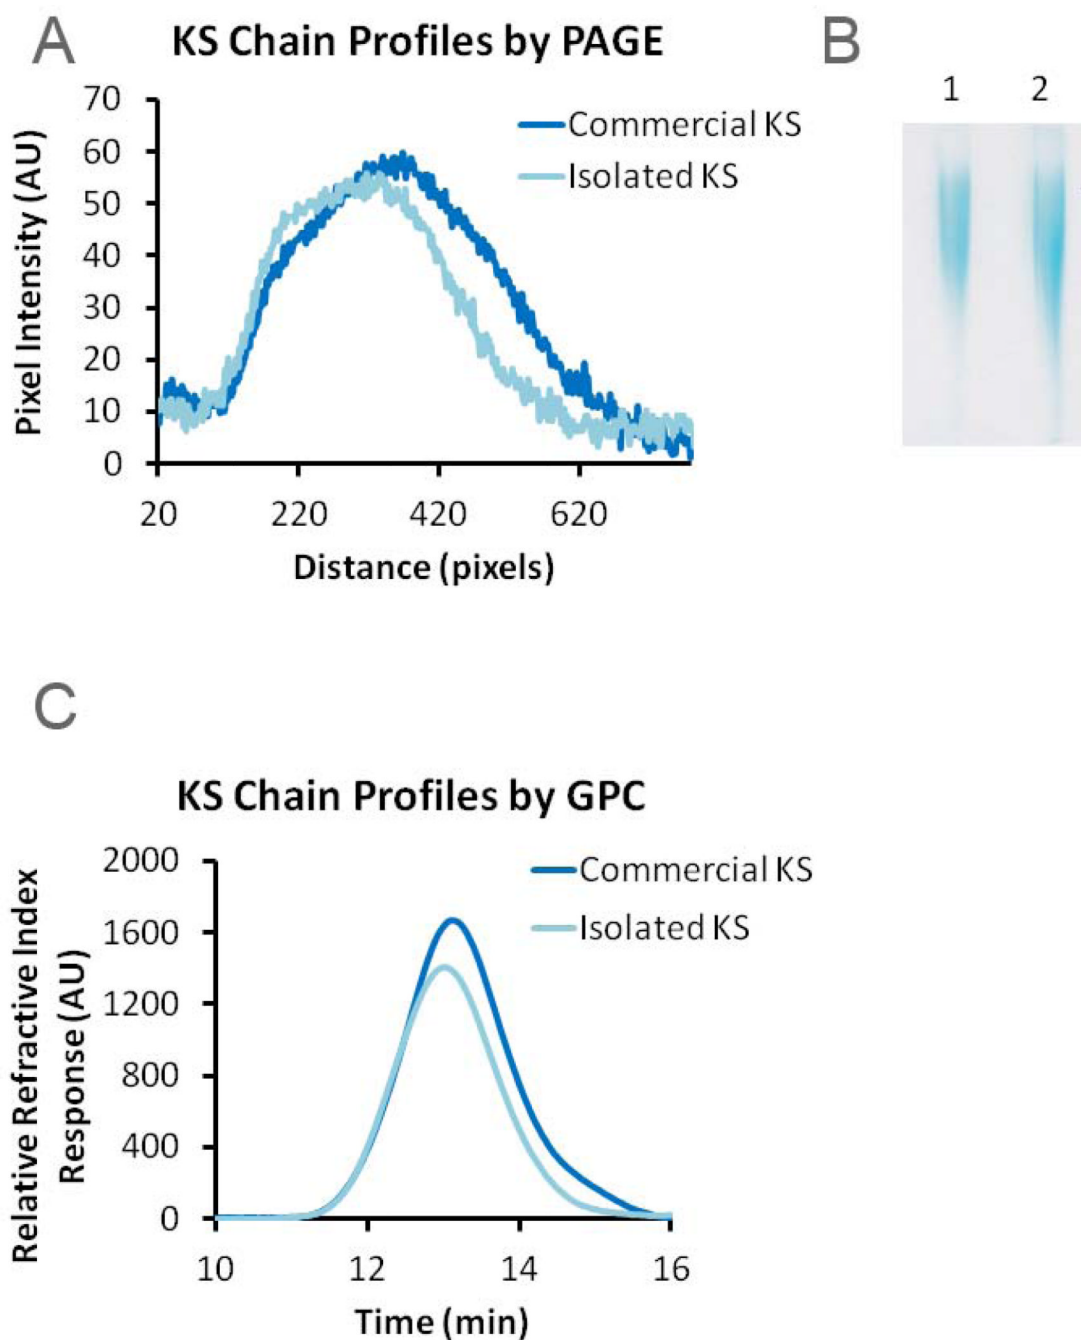 A
KS Chain Profiles by PAGE
B
1
2
Pixel Intensity (AU)
70
60
50
40
30
20
10
0
Commercial KS
Isolated KS
20
220
420
620
Distance (pixels)
C
KS Chain Profiles by GPC
Relative Refractive Index
Response (AU)
2000
1600
1200
800
400
0
Commercial KS
Isolated KS
10
12
14
16
Time (min)